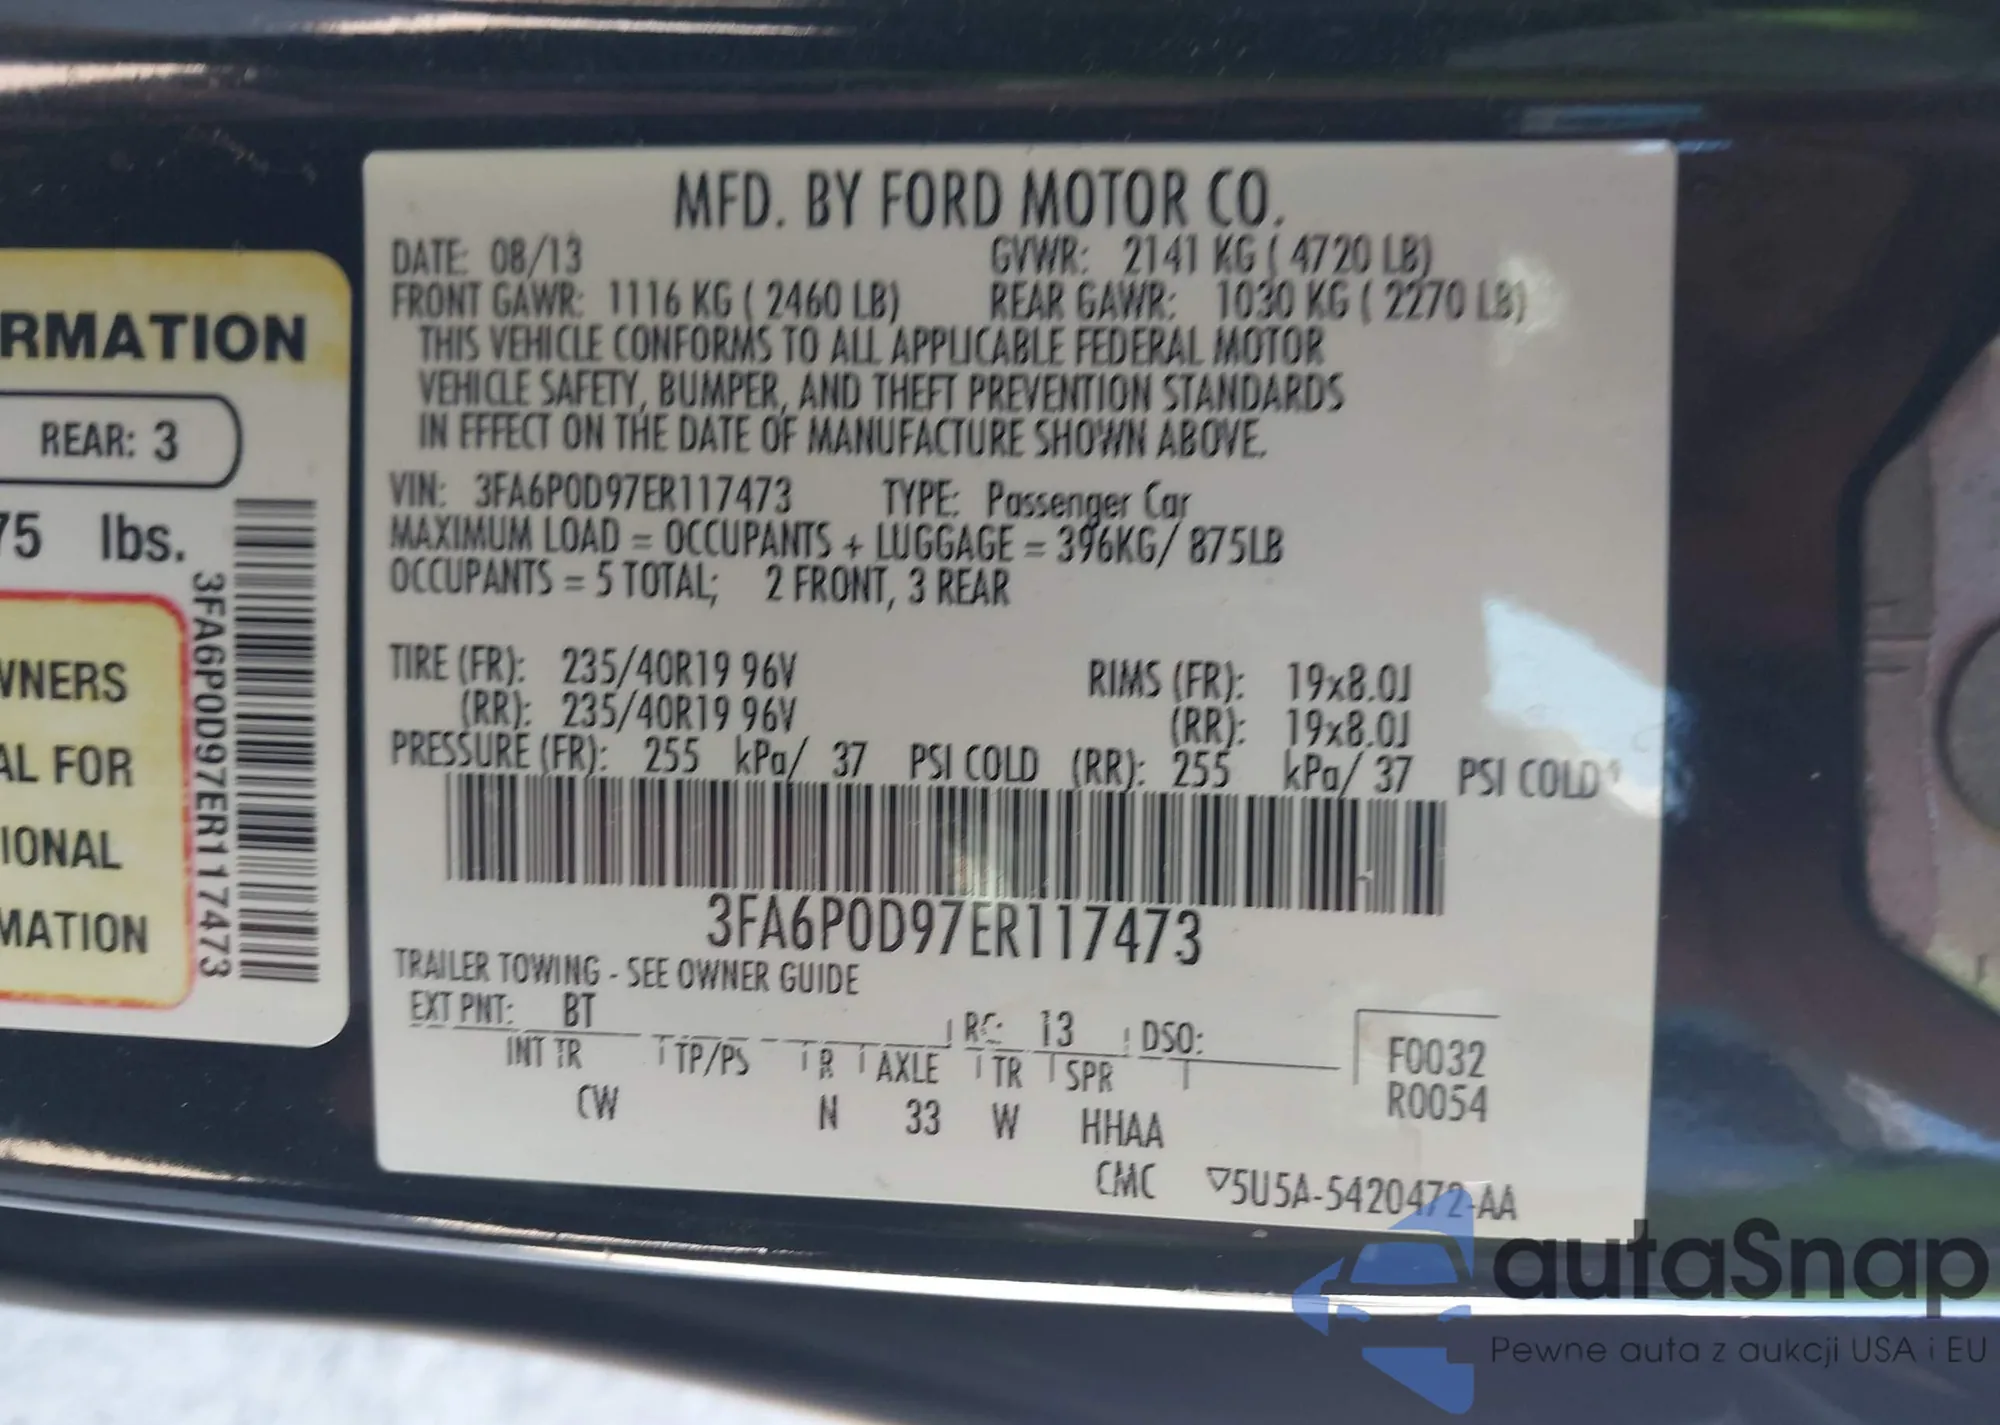 RMATION
REAR: 3
75 lbs.
3FA6P0D97ER117473
WNERS
AL FOR
IONAL
MATION
MFD. BY FORD MOTOR CO.
DATE: 08/13 GVWR: 2141 KG ( 4720 LB)
FRONT GAWR: 1116 KG ( 2460 LB) REAR GAWR: 1030 KG ( 2270 LB)
THIS VEHICLE CONFORMS TO ALL APPLICABLE FEDERAL MOTOR
VEHICLE SAFETY, BUMPER, AND THEFT PREVENTION STANDARDS
IN EFFECT ON THE DATE OF MANUFACTURE SHOWN ABOVE.
VIN: 3FA6P0D97ER117473 TYPE: Passenger Car
MAXIMUM LOAD = OCCUPANTS + LUGGAGE = 396KG/ 875LB
OCCUPANTS = 5 TOTAL; 2 FRONT, 3 REAR
TIRE (FR): 235/40R19 96V RIMS (FR): 19x8.0J
(RR): 235/40R19 96V (RR): 19x8.0J
PRESSURE (FR): 255 kPa/ 37 PSI COLD (RR): 255 kPa/ 37 PSI COLD
3FA6P0D97ER117473
TRAILER TOWING - SEE OWNER GUIDE
EXT PNT: BT RC: 13 DSO:
INT TR TP/PS R AXLE TR SPR
CW N 33 W HHAA
F0032
R0054
CMC ▽5U5A-5420472-AA
autaSnap
Pewne auta z aukcji USA i EU